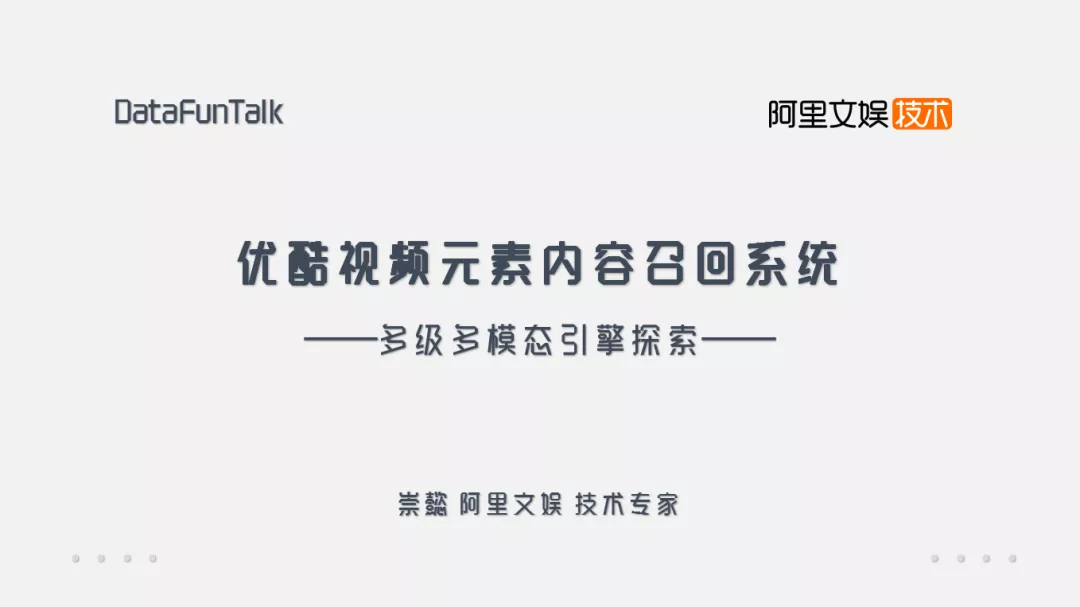 DataFunTalk
阿里文娱技术
优酷视频元素内容召回系统
——多级多模态引擎探索——
崇懿 阿里文娱 技术专家